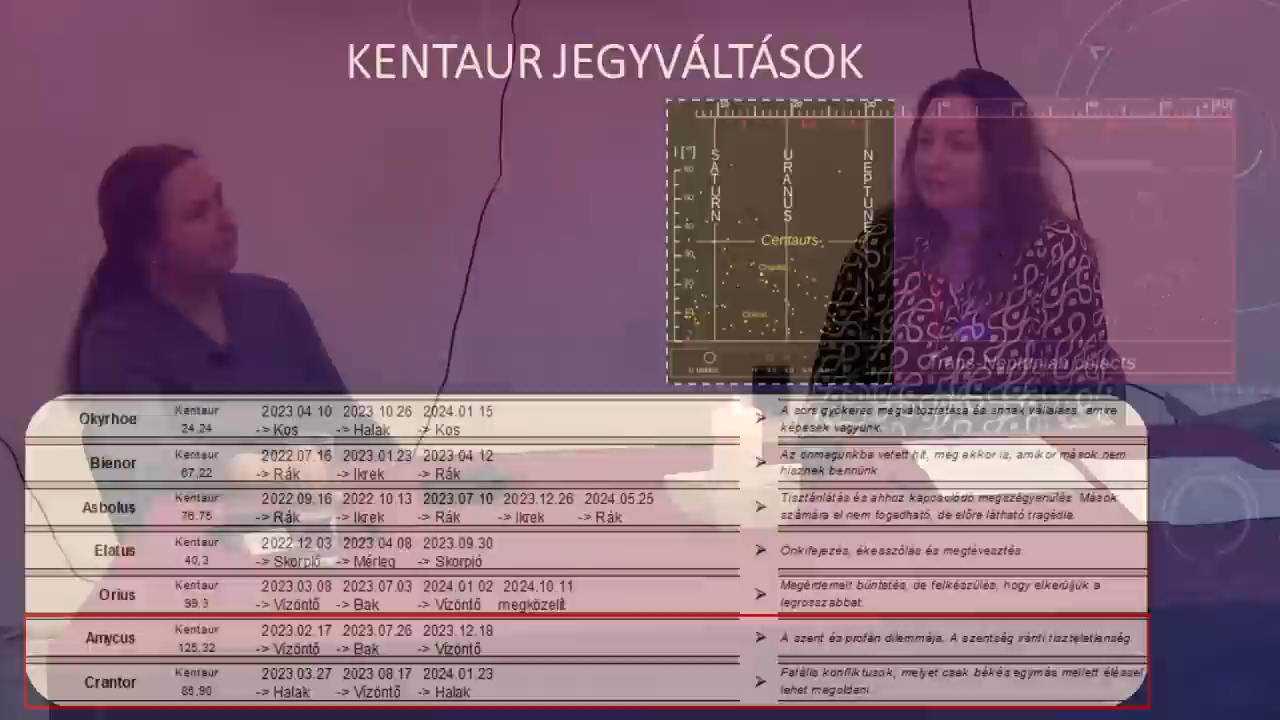 KENTAUR JEGYVÁLTÁSOK
SATURN
URANUS
NEPTUNE
Centaurs
Trans-Neptunian objects
Okyrhoe Kentaur 24,24 2023.04.10 2023.10.26 2024.01.15
-> Kos -> Halak -> Kos
➤ A sors gyökeres megváltoztatása és annak vállalása, amire
képesek vagyunk.
Bienor Kentaur 67,22 2022.07.16 2023.01.23 2023.04.12
-> Rák -> Ikrek -> Rák
➤ Az önmagunkba vetett hit, még akkor is, amikor mások nem
hisznek bennünk
Asbolus Kentaur 76.75 2022.09.16 2022.10.13 2023.07.10 2023.12.26 2024.05.25
-> Rák -> Ikrek -> Rák -> Ikrek -> Rák
➤ Tisztánlátás és ahhoz kapcsolódó megszégyenülés. Mások
számára el nem fogadható, de előre látható tragédia.
Elatus Kentaur 40,3 2022.12.03 2023.04.08 2023.09.30
-> Skorpió -> Mérleg -> Skorpió
➤ Önkifejezés, ékesszólás és megtévesztés
Orius Kentaur 99,3 2023.03.08 2023.07.03 2024.01.02 2024.10.11
-> Vízöntő -> Bak -> Vízöntő megközelít
➤ Megérdemelt büntetés, de felkészülés, hogy elkerüljük a
legrosszabbat.
Amycus Kentaur 125,32 2023.02.17 2023.07.26 2023.12.18
-> Vízöntő -> Bak -> Vízöntő
➤ A szent és profán dilemmája. A szentség iránti tiszteletlenség.
Crantor Kentaur 86,90 2023.03.27 2023.08.17 2024.01.23
-> Halak -> Vízöntő -> Halak
➤ Fatális konfliktusok, melyet csak békés egymás mellett éléssel
lehet megoldani.